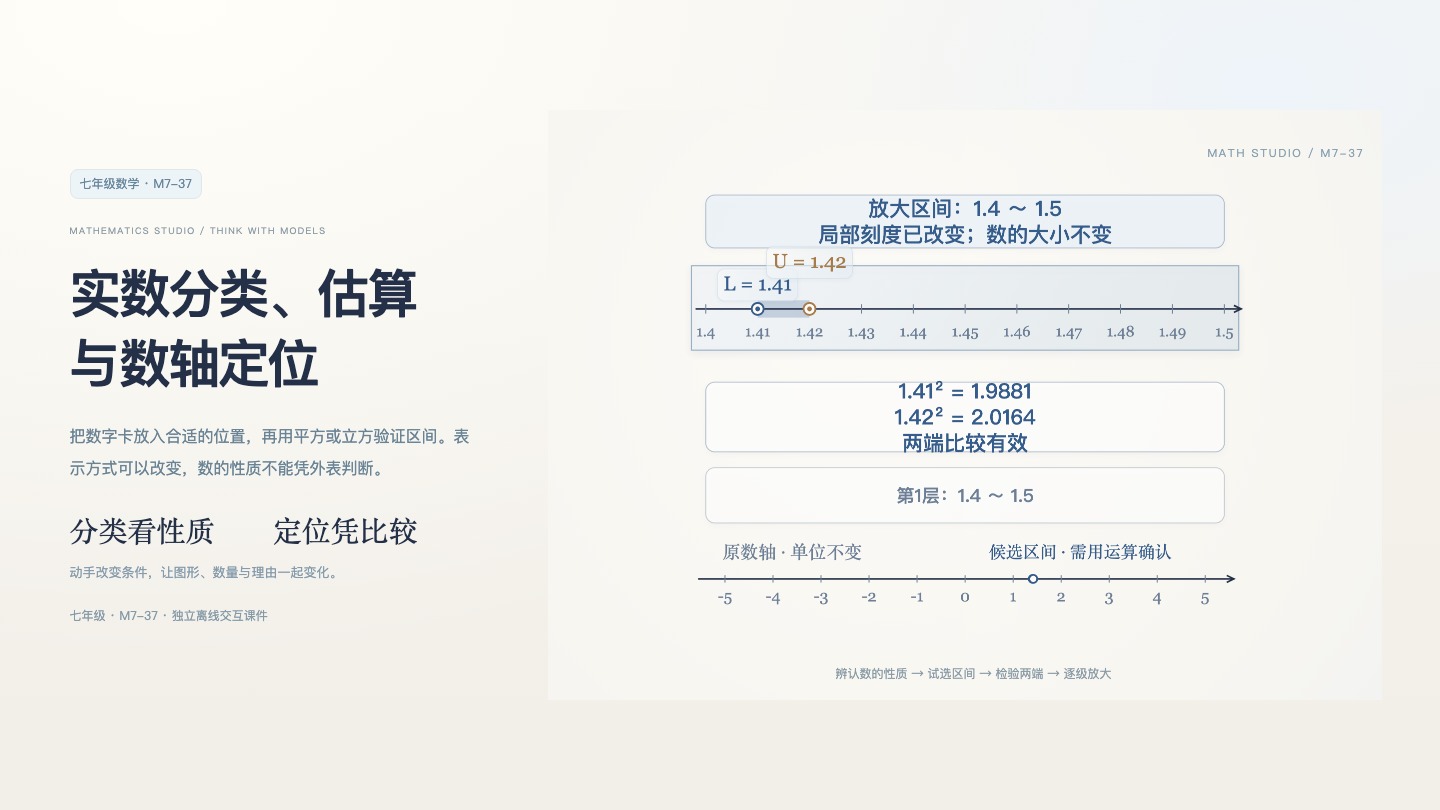 七年级数学 · M7–37
MATHEMATICS STUDIO / THINK WITH MODELS
实数分类、估算
与数轴定位
把数字卡放入合适的位置，再用平方或立方验证区间。表
示方式可以改变，数的性质不能凭外表判断。
分类看性质 定位凭比较
动手改变条件，让图形、数量与理由一起变化。
七年级 · M7–37 · 独立离线交互课件
MATH STUDIO / M7–37
放大区间：1.4 ～ 1.5
局部刻度已改变；数的大小不变
U = 1.42
L = 1.41
1.4 1.41 1.42 1.43 1.44 1.45 1.46 1.47 1.48 1.49 1.5
1.41² = 1.9881
1.42² = 2.0164
两端比较有效
第1层：1.4 ～ 1.5
原数轴 · 单位不变 候选区间 · 需用运算确认
-5 -4 -3 -2 -1 0 1 2 3 4 5
辨认数的性质 → 试选区间 → 检验两端 → 逐级放大